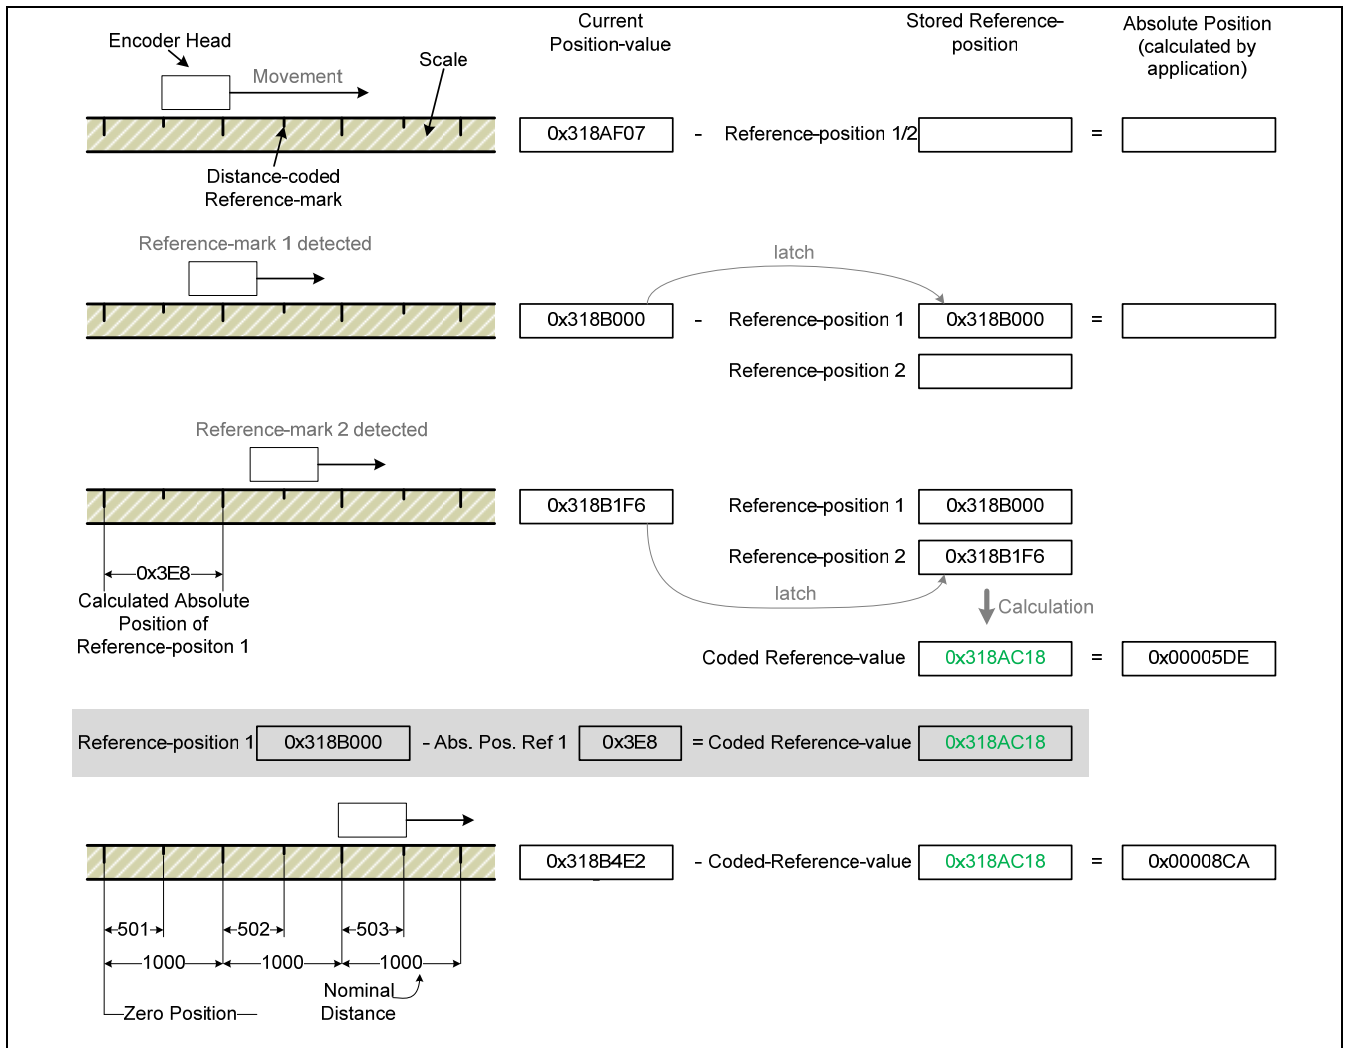 Current
Position-value
Stored Reference-
position
Absolute Position
(calculated by
application)
Encoder Head
Scale
Movement
0x318AF07 - Reference-position 1/2 =
Distance-coded
Reference-mark
Reference-mark 1 detected
latch
0x318B000 - Reference-position 1 0x318B000 =
Reference-position 2
Reference-mark 2 detected
0x318B1F6 Reference-position 1 0x318B000
Reference-position 2 0x318B1F6
0x3E8
latch
Calculation
Calculated Absolute
Position of
Reference-positon 1
Coded Reference-value 0x318AC18 = 0x00005DE
Reference-position 1 0x318B000 - Abs. Pos. Ref 1 0x3E8 = Coded Reference-value 0x318AC18
0x318B4E2 - Coded-Reference-value 0x318AC18 = 0x00008CA
501 502 503
1000 1000 1000
Nominal
Distance
Zero Position